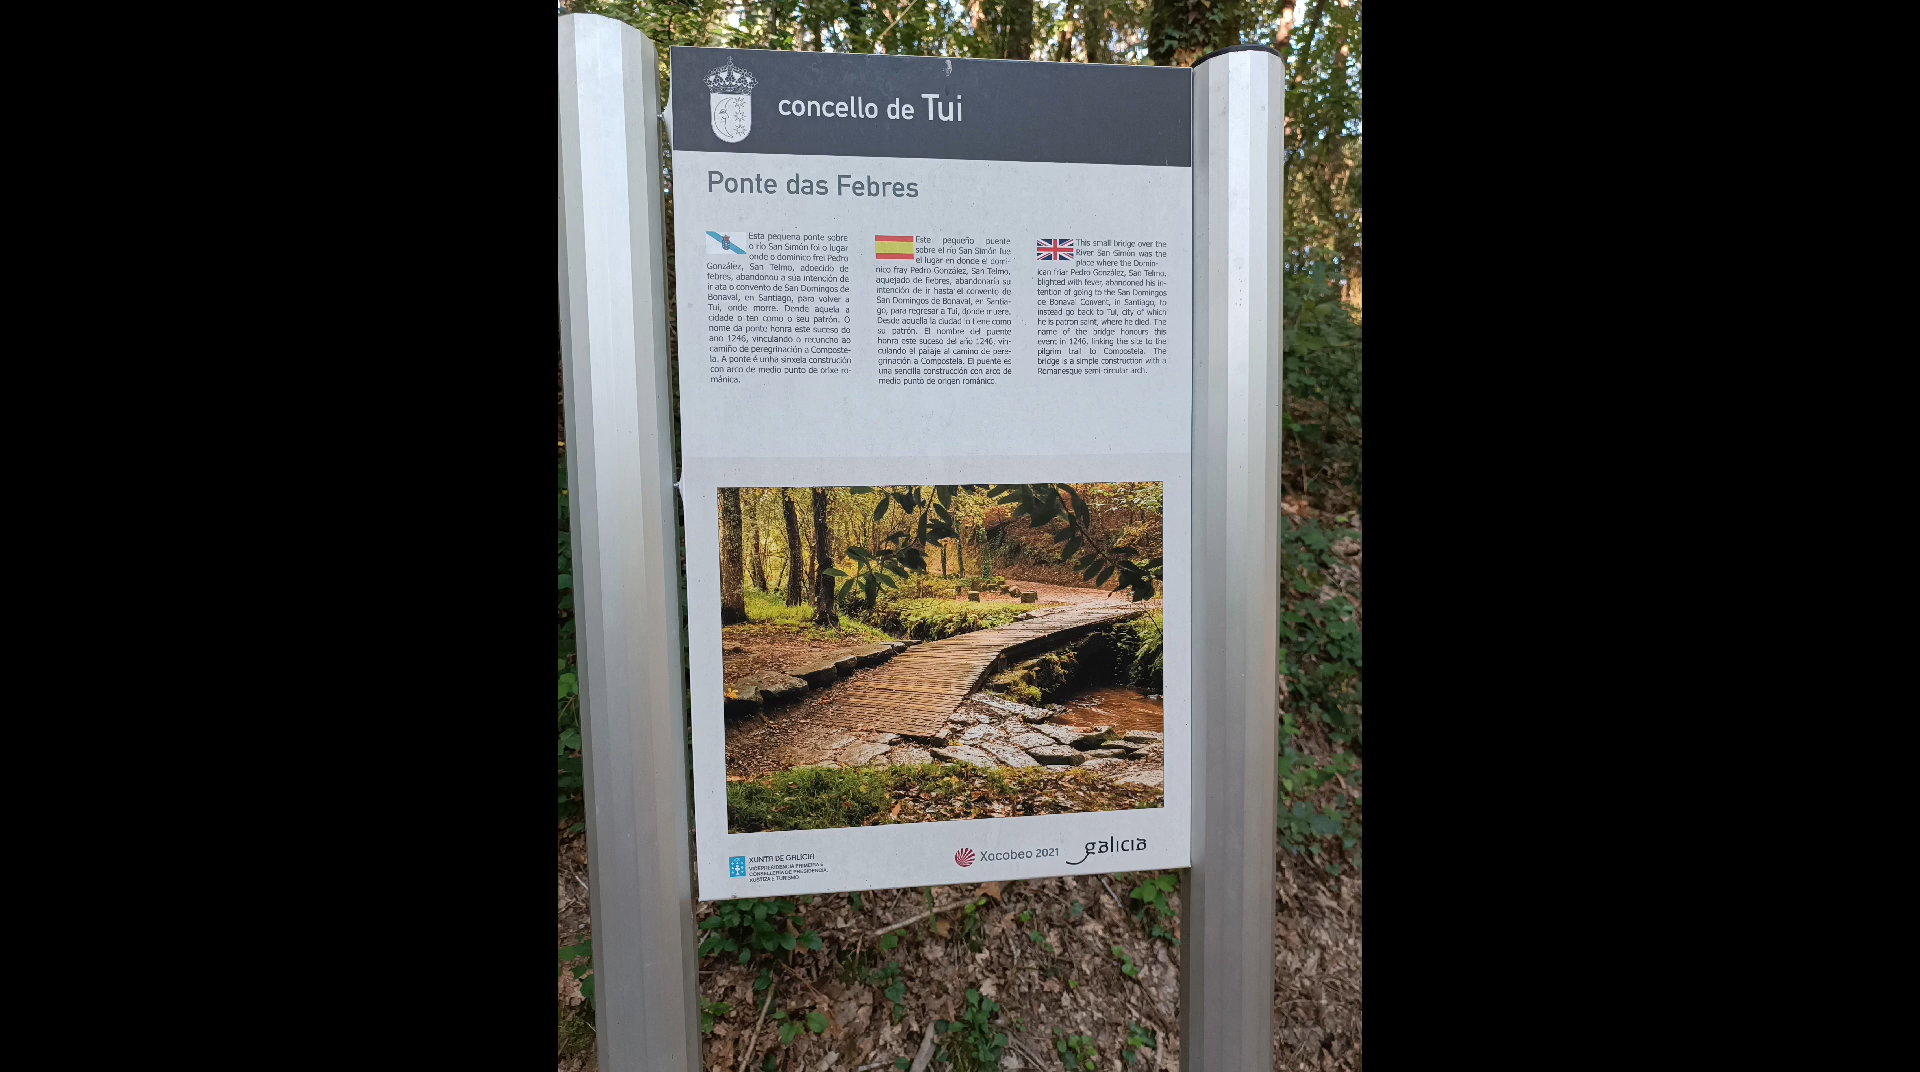 concello de Tui
Ponte das Febres
Esta pequena ponte sobre
o río San Simón foi o lugar
onde o dominico frei Pedro
González, San Telmo, adoecido de
febres, abandonou a súa intención de
ir ata o convento de San Domingos de
Bonaval, en Santiago, para volver a
Tui, onde morre. Dende aquela a
cidade o ten como o seu patrón. O
nome da ponte honra este suceso do
ano 1246, vinculando o recuncho ao
camiño de peregrinación a Composte-
la. A ponte é unha sinxela construción
con arco de medio punto de orixe ro-
mánica.
Este pequeño puente
sobre el río San Simón fue
el lugar en donde el domi-
nico fray Pedro González, San Telmo,
aquejado de fiebres, abandonaría su
intención de ir hasta el convento de
San Domingos de Bonaval, en Santia-
go, para regresar a Tui, donde muere.
Desde aquella la ciudad lo tiene como
su patrón. El nombre del puente
honra este suceso del año 1246, vin-
culando el paraje al camino de pere-
grinación a Compostela. El puente es
una sencilla construcción con arco de
medio punto de origen románico.
This small bridge over the
River San Simón was the
place where the Domin-
ican friar Pedro González, San Telmo,
blighted with fever, abandoned his in-
tention of going to the San Domingos
de Bonaval Convent, in Santiago, to
instead go back to Tui, city of which
he is patron saint, where he died. The
name of the bridge honours this
event in 1246, linking the site to the
pilgrim trail to Compostela. The
bridge is a simple construction with a
Romanesque semi-circular arch.
XUNTA DE GALICIA
VICEPRESIDENCIA PRIMEIRA E
CONSELLERÍA DE PRESIDENCIA,
XUSTIZA E TURISMO
Xacobeo 2021
galicia